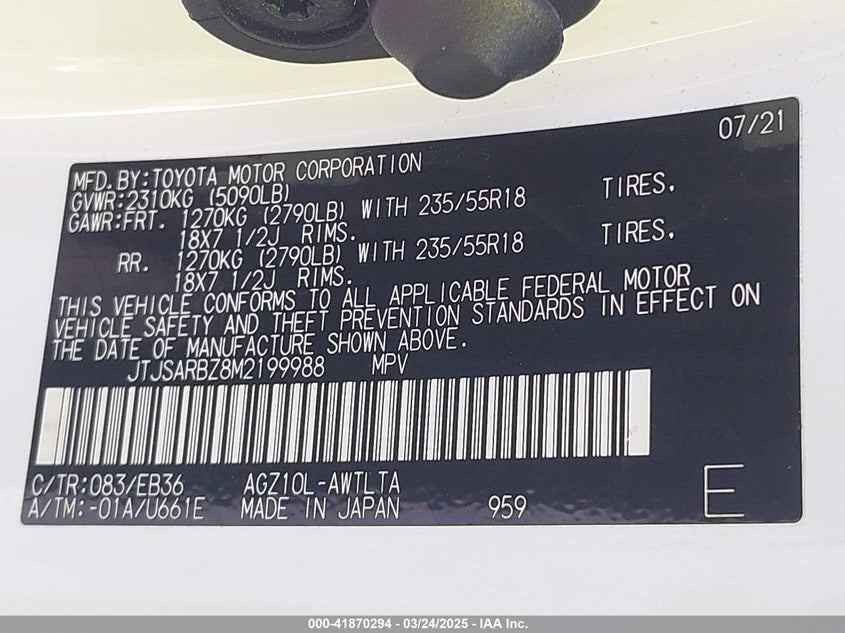 07/21
MFD.BY:TOYOTA MOTOR CORPORATION
GVWR:2310KG (5090LB)
GAWR:FRT. 1270KG (2790LB) WITH 235/55R18 TIRES,
18X7 1/2J RIMS.
RR. 1270KG (2790LB) WITH 235/55R18 TIRES,
18X7 1/2J RIMS.
THIS VEHICLE CONFORMS TO ALL APPLICABLE FEDERAL MOTOR
VEHICLE SAFETY AND THEFT PREVENTION STANDARDS IN EFFECT ON
THE DATE OF MANUFACTURE SHOWN ABOVE.
JTJSARBZ8M2199988 MPV
C/TR:083/EB36 AGZ10L-AWTLTA
A/TM:-01A/U661E MADE IN JAPAN 959 E
000-41870294 - 03/24/2025 - IAA Inc.